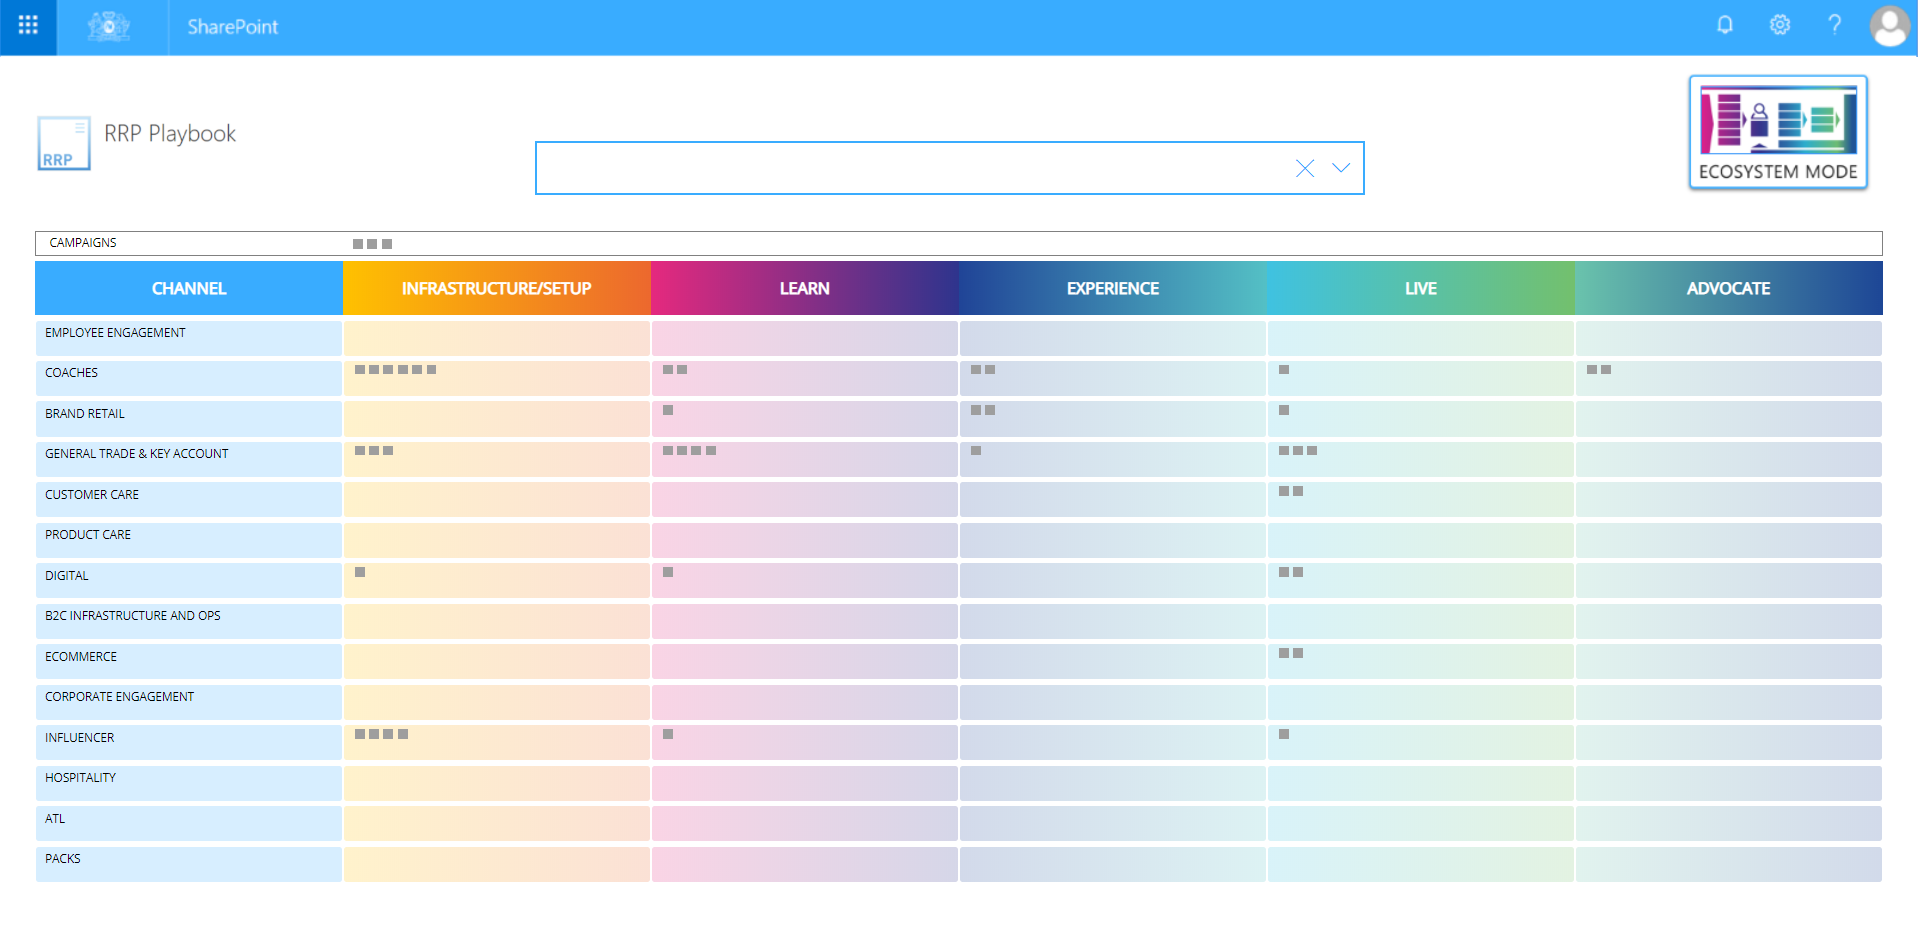 SharePoint
RRP
RRP Playbook
ECOSYSTEM MODE
CAMPAIGNS
CHANNEL INFRASTRUCTURE/SETUP LEARN EXPERIENCE LIVE ADVOCATE
EMPLOYEE ENGAGEMENT
COACHES
BRAND RETAIL
GENERAL TRADE & KEY ACCOUNT
CUSTOMER CARE
PRODUCT CARE
DIGITAL
B2C INFRASTRUCTURE AND OPS
ECOMMERCE
CORPORATE ENGAGEMENT
INFLUENCER
HOSPITALITY
ATL
PACKS